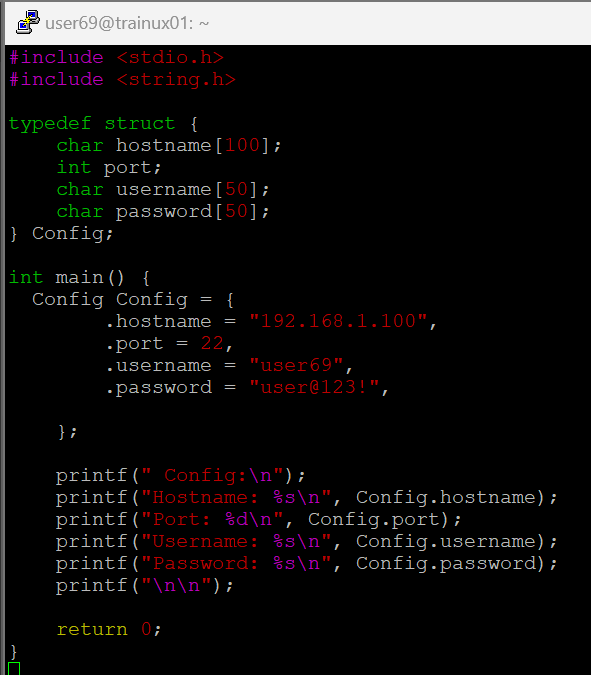 user69@trainux01: ~
#include <stdio.h>
#include <string.h>

typedef struct {
    char hostname[100];
    int port;
    char username[50];
    char password[50];
} Config;

int main() {
  Config Config = {
        .hostname = "192.168.1.100",
        .port = 22,
        .username = "user69",
        .password = "user@123!",

    };

    printf(" Config:\n");
    printf("Hostname: %s\n", Config.hostname);
    printf("Port: %d\n", Config.port);
    printf("Username: %s\n", Config.username);
    printf("Password: %s\n", Config.password);
    printf("\n\n");

    return 0;
}